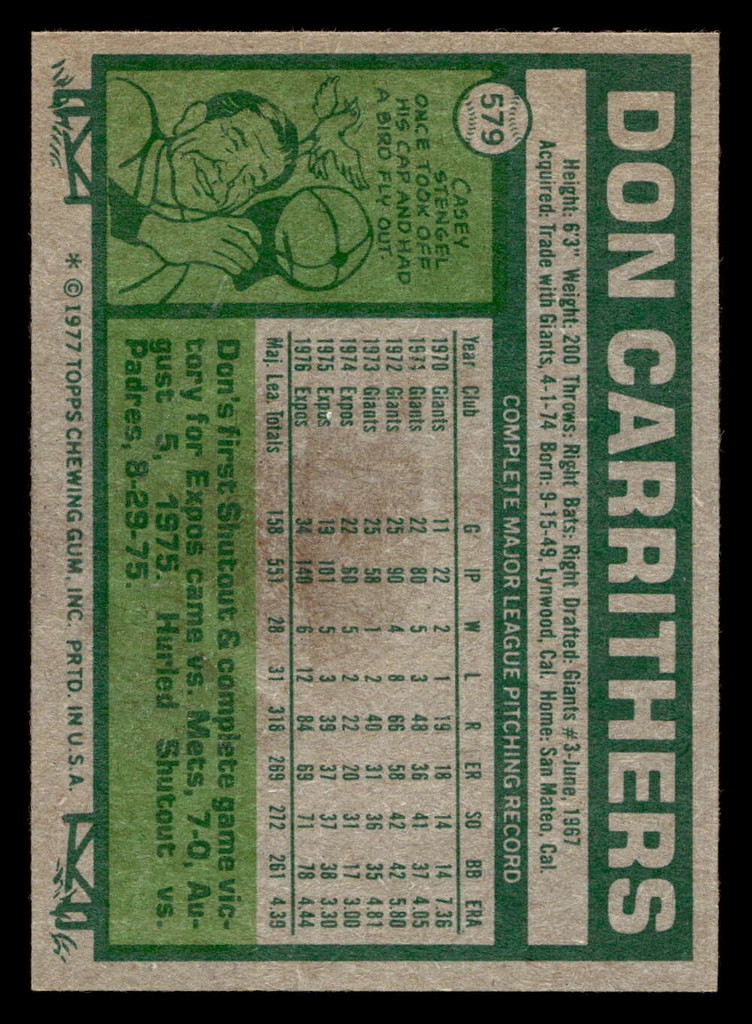 DON CARRITHERS
579
Height: 6'3" Weight: 200 Throws: Right Bats: Right Drafted: Giants #3-June, 1967
Acquired: Trade with Giants, 4-1-74 Born: 9-15-49, Lynwood, Cal. Home: San Mateo, Cal.
COMPLETE MAJOR LEAGUE PITCHING RECORD
Year Club G IP W L R ER SO BB ERA
1970 Giants 11 22 2 1 19 18 14 14 7.36
1971 Giants 22 80 5 3 48 36 41 37 4.05
1972 Giants 25 90 4 8 66 58 42 42 5.80
1973 Giants 25 58 1 2 40 31 36 35 4.81
1974 Expos 22 60 5 2 22 20 31 17 3.00
1975 Expos 19 101 5 3 39 37 37 38 3.30
1976 Expos 34 140 6 12 84 69 71 78 4.44
Maj. Lea. Totals 158 551 28 31 318 269 272 261 4.39
CASEY
STENGEL
ONCE TOOK OFF
HIS CAP AND HAD
A BIRD FLY OUT
Don's first Shutout & complete game vic-
tory for Expos came vs. Mets, 7-0, Au-
gust 5, 1975. Hurled Shutout vs.
Padres, 8-29-75.
* © 1977 TOPPS CHEWING GUM, INC. PRTD. IN U.S.A.